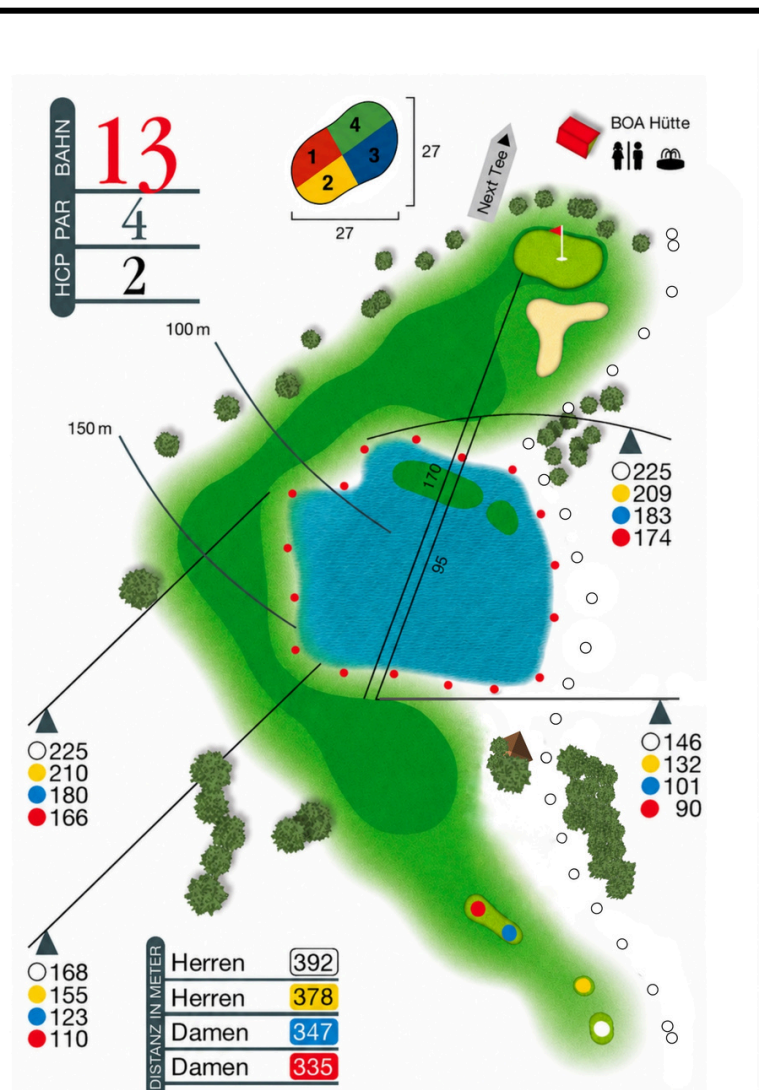 BAHN 13
PAR 4
HCP 2
4
1
3
2
27
27
Next Tee
BOA Hütte
100 m
150 m
170
95
225
209
183
174
146
132
101
90
225
210
180
166
168
155
123
110
DISTANZ IN METER
Herren 392
Herren 378
Damen 347
Damen 335